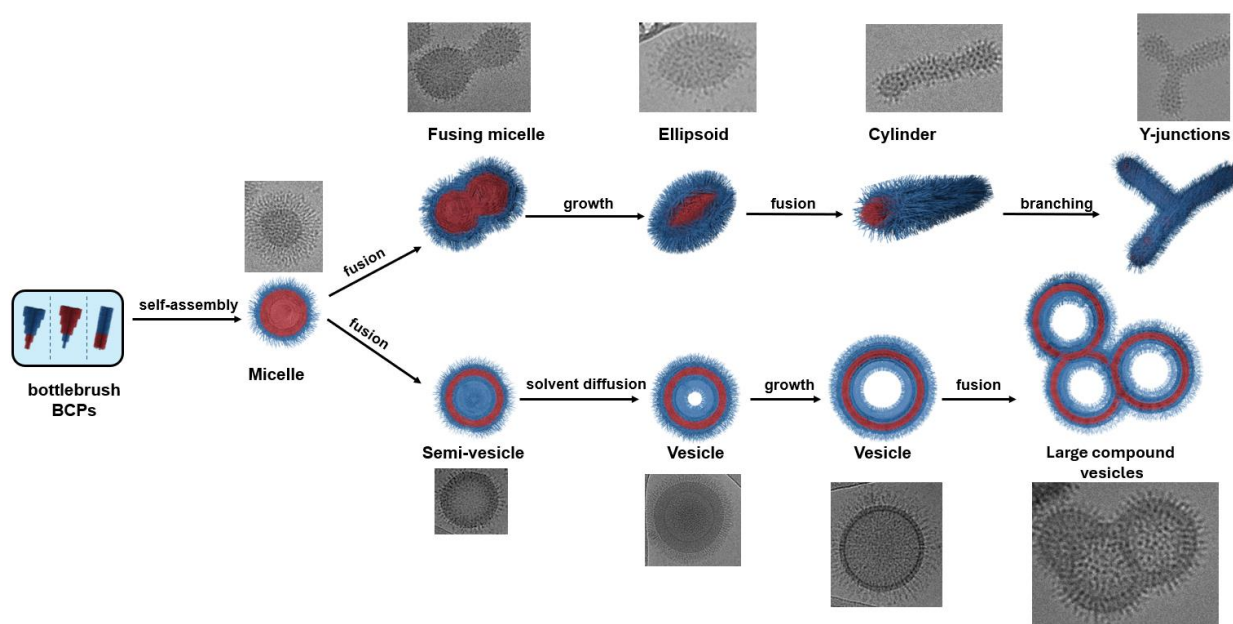 Fusing micelle
Ellipsoid
Cylinder
Y-junctions
growth
fusion
branching
fusion
self-assembly
bottlebrush
BCPs
Micelle
fusion
solvent diffusion
growth
fusion
Semi-vesicle
Vesicle
Vesicle
Large compound
vesicles